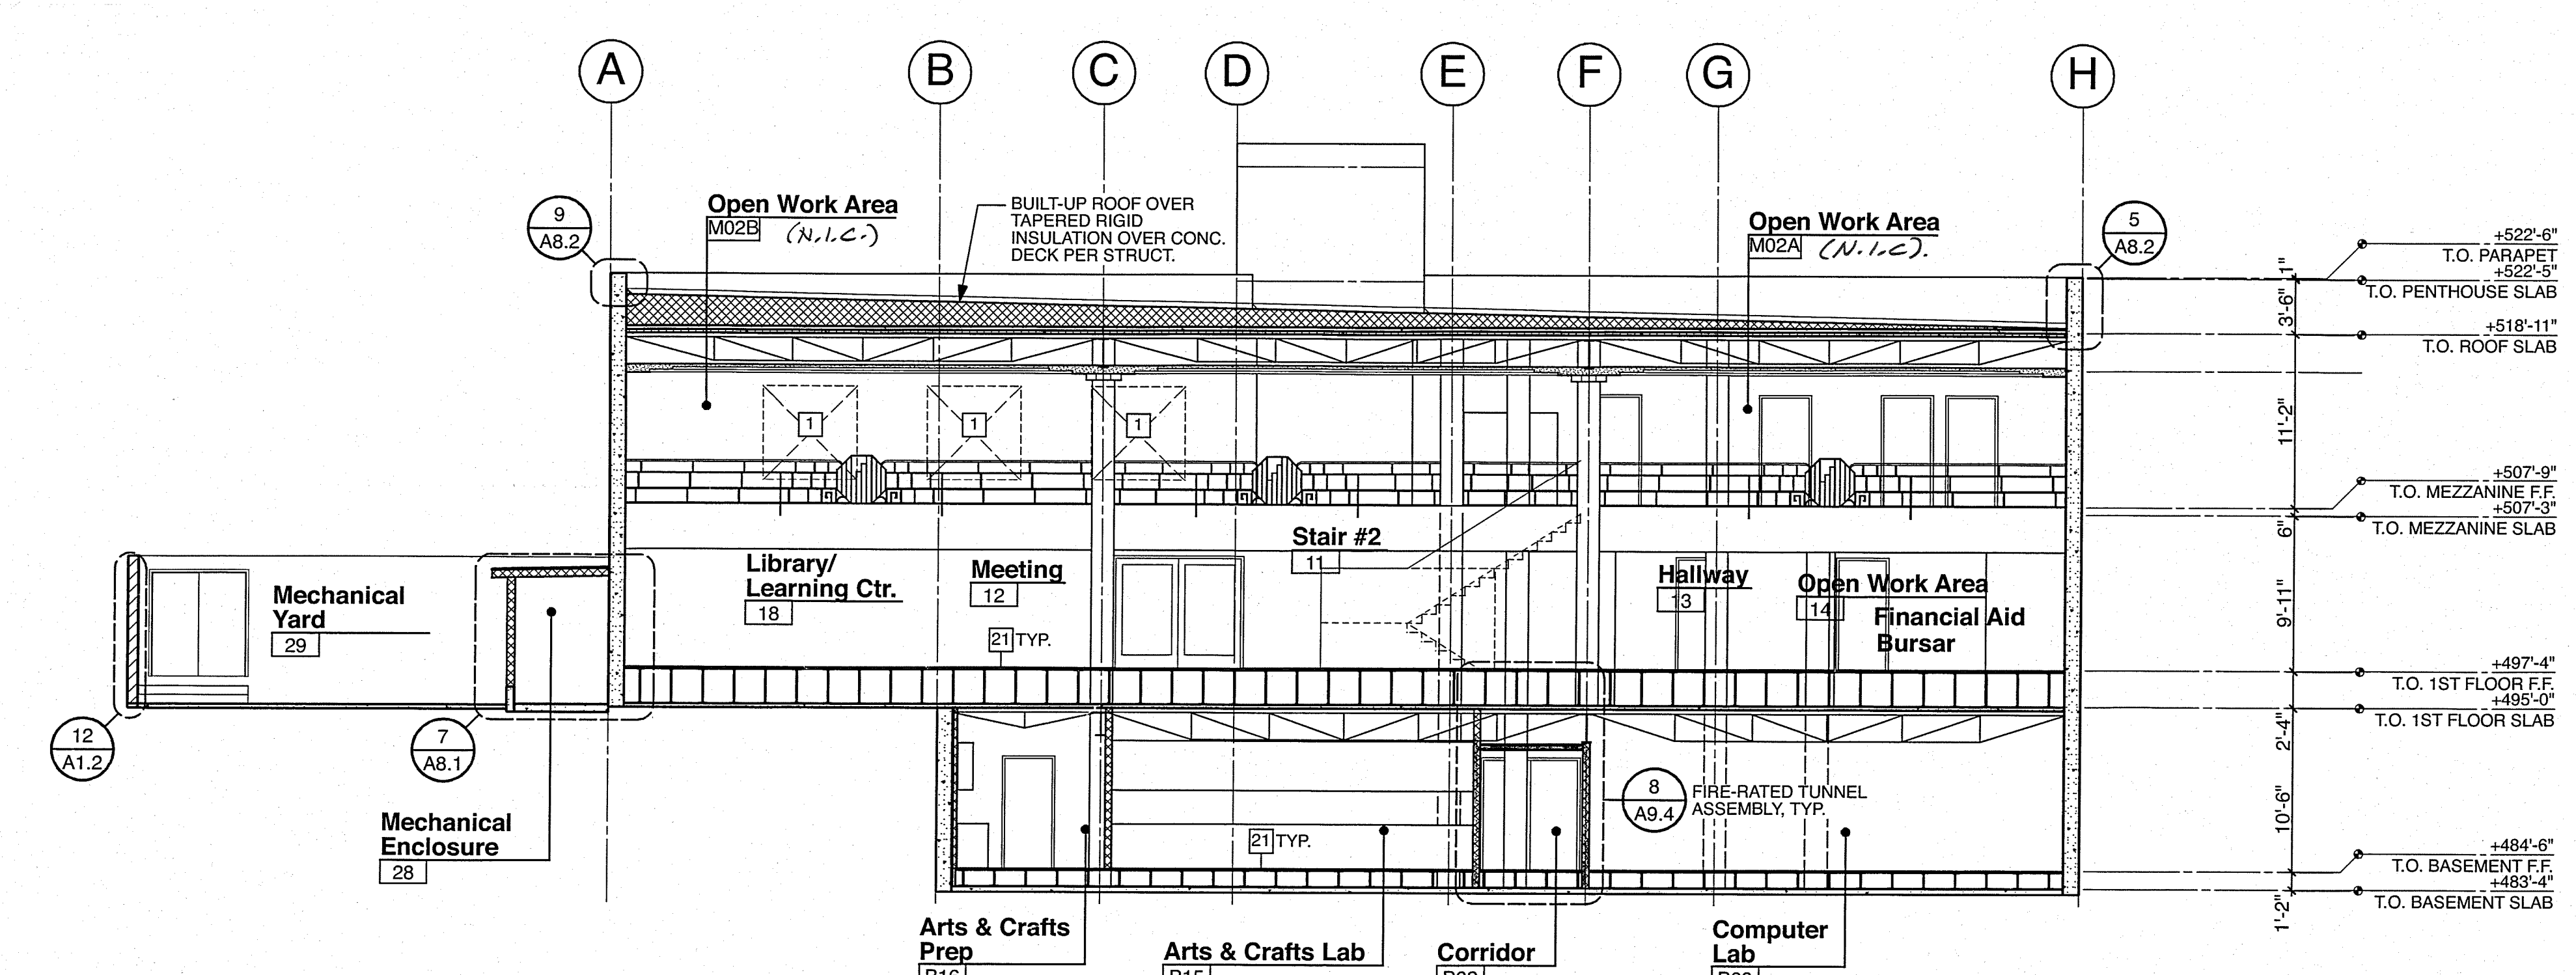 A
B
C
D
E
F
G
H
9
A8.2
Open Work Area
M02B
(N.I.C.)
BUILT-UP ROOF OVER
TAPERED RIGID
INSULATION OVER CONC.
DECK PER STRUCT.
Open Work Area
M02A
(N.I.C).
5
A8.2
+522'-6"
T.O. PARAPET
+522'-5"
T.O. PENTHOUSE SLAB
+518'-11"
T.O. ROOF SLAB
+507'-9"
T.O. MEZZANINE F.F.
+507'-3"
T.O. MEZZANINE SLAB
+497'-4"
T.O. 1ST FLOOR F.F.
+495'-0"
T.O. 1ST FLOOR SLAB
+484'-6"
T.O. BASEMENT F.F.
+483'-4"
T.O. BASEMENT SLAB
1"
3'-6"
11'-2"
6"
9'-11"
2'-4"
10'-6"
1'-2"
1
1
1
Stair #2
11
Library/
Learning Ctr.
18
Meeting
12
21 TYP.
Hallway
13
Open Work Area
14
Financial Aid
Bursar
Mechanical
Yard
29
12
A1.2
7
A8.1
Mechanical
Enclosure
28
8
A9.4
FIRE-RATED TUNNEL
ASSEMBLY, TYP.
21 TYP.
Arts & Crafts
Prep
Arts & Crafts Lab
Corridor
Computer
Lab